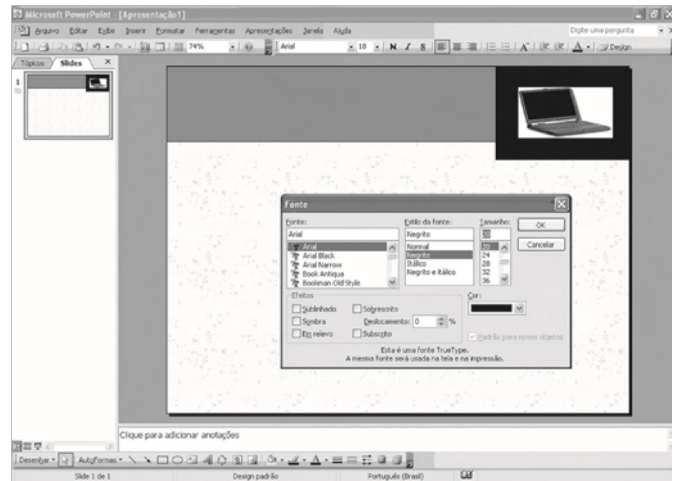 Microsoft PowerPoint - [Apresentação1]
Arquivo Editar Exibir Inserir Formatar Ferramentas Apresentações Janela Ajuda Digite uma pergunta
74% Arial 18 N I S A Design
Tópicos Slides
1
Fonte
Fonte: Estilo da fonte: Tamanho:
Arial Negrito 20 OK
Arial Normal 20 Cancelar
Arial Black Negrito 24
Arial Narrow Itálico 28
Book Antiqua Negrito e itálico 32
Bookman Old Style 36
Efeitos Cor:
Sublinhado Sobrescrito
Sombra Deslocamento: 0 %
Em relevo Subscrito Padrão para novos objetos
Esta é uma fonte TrueType.
A mesma fonte será usada na tela e na impressão.
Clique para adicionar anotações
Desenhar AutoFormas A
Slide 1 de 1 Design padrão Português (Brasil)